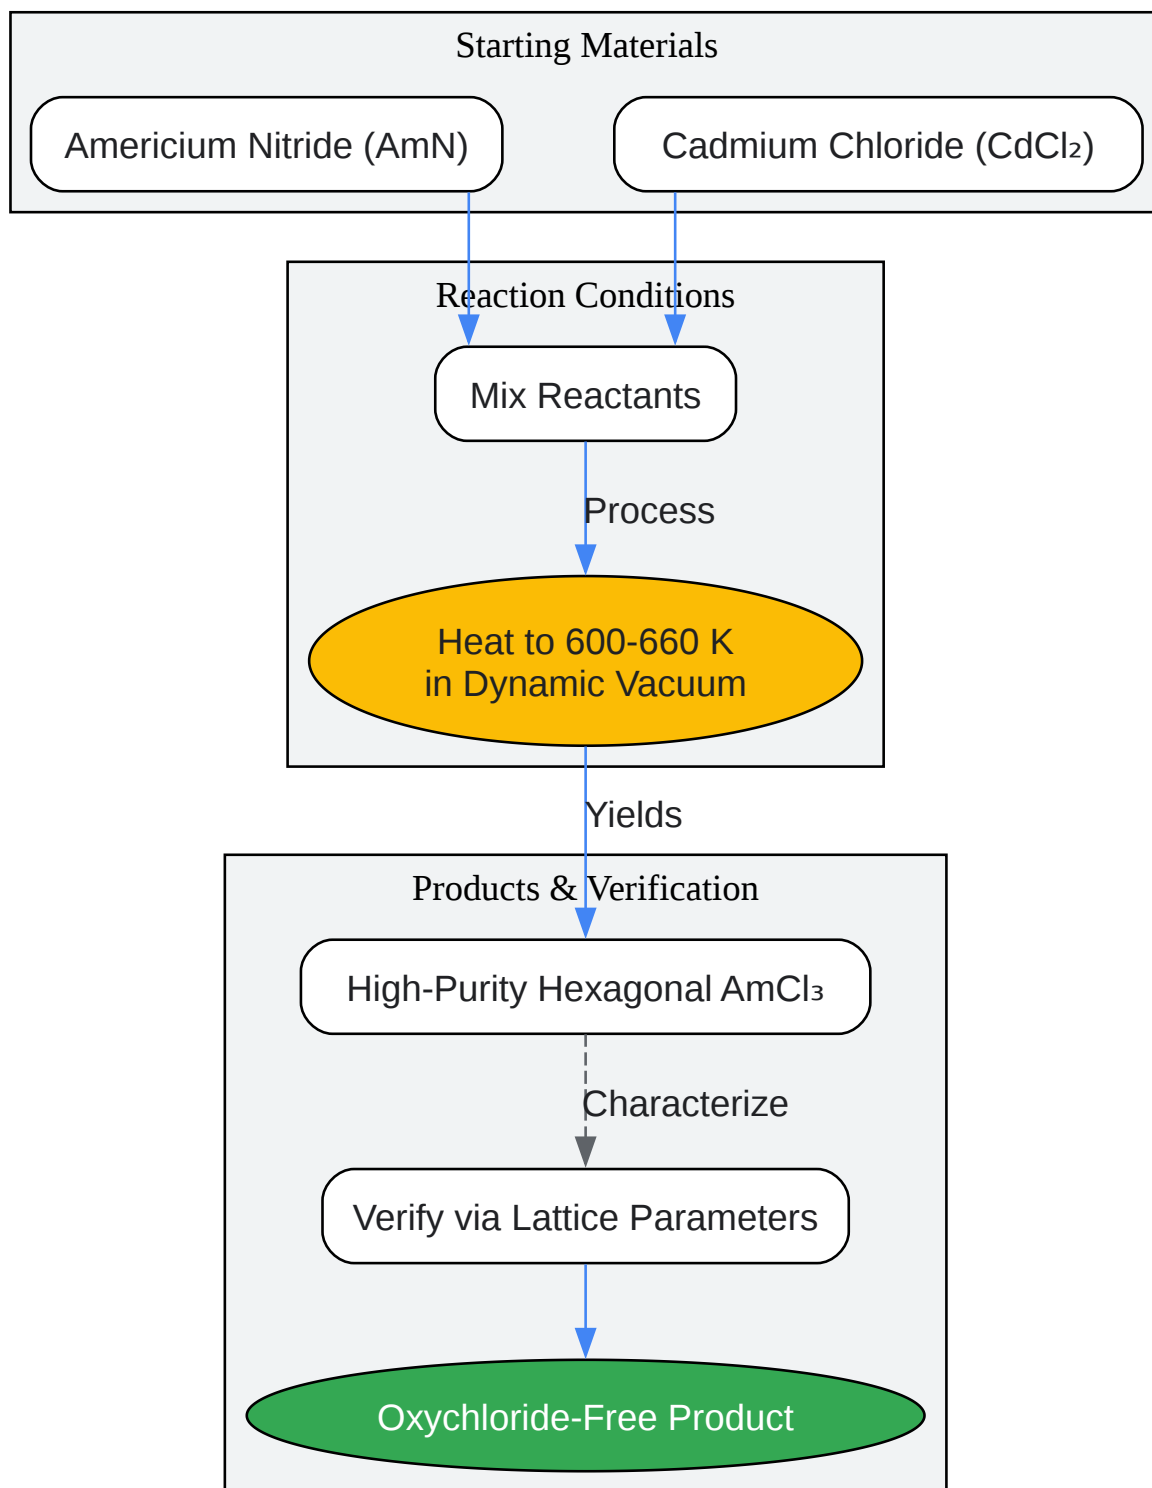 Starting Materials
Americium Nitride (AmN)
Cadmium Chloride (CdCl₂)
Reaction Conditions
Mix Reactants
Process
Heat to 600-660 K
in Dynamic Vacuum
Yields
Products & Verification
High-Purity Hexagonal AmCl₃
Characterize
Verify via Lattice Parameters
Oxychloride-Free Product